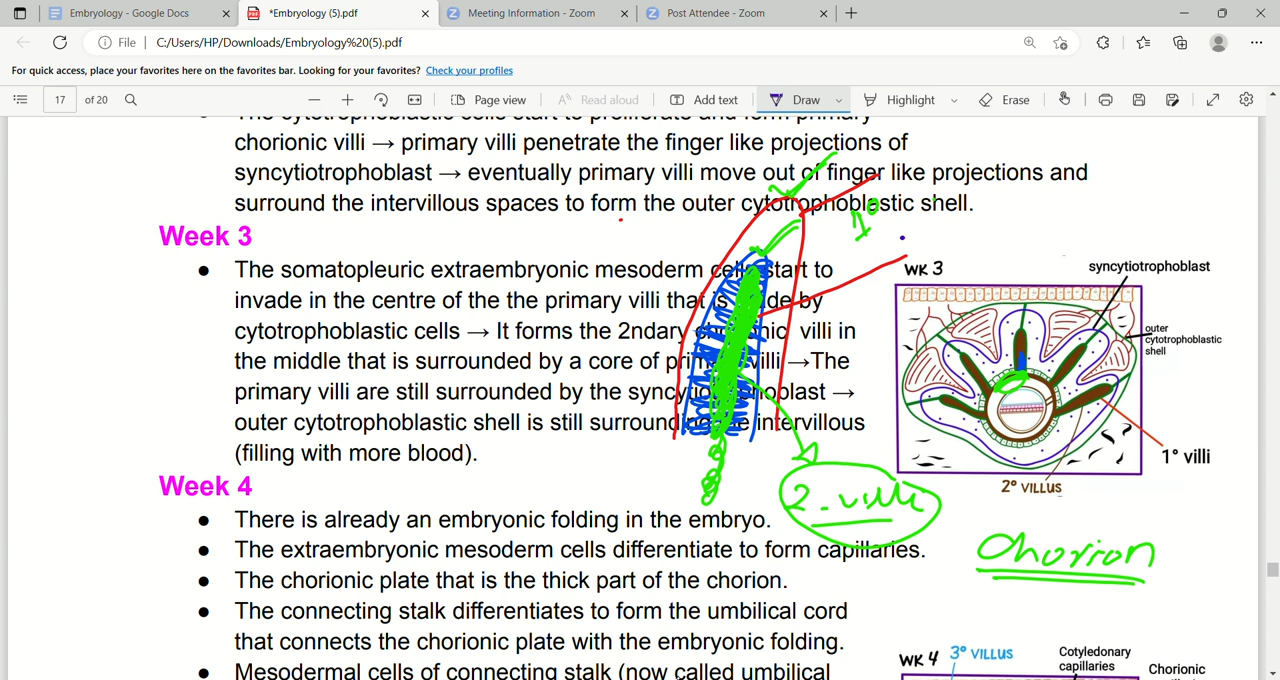 Embryology - Google Docs
*Embryology (5).pdf
Meeting Information - Zoom
Post Attendee - Zoom
File
C:/Users/HP/Downloads/Embryology%20(5).pdf
For quick access, place your favorites here on the favorites bar. Looking for your favorites? Check your profiles
17 of 20
Page view
Read aloud
Add text
Draw
Highlight
Erase
chorionic villi → primary villi penetrate the finger like projections of
syncytiotrophoblast → eventually primary villi move out of finger like projections and
surround the intervillous spaces to form the outer cytotrophoblastic shell.
1°
Week 3
● The somatopleuric extraembryonic mesoderm cells start to
invade in the centre of the the primary villi that is made by
cytotrophoblastic cells → It forms the 2ndary chorionic villi in
the middle that is surrounded by a core of primary villi →The
primary villi are still surrounded by the syncytiotrophoblast →
outer cytotrophoblastic shell is still surrounding the intervillous
(filling with more blood).
WK 3
syncytiotrophoblast
outer
cytotrophoblastic
shell
1° villi
2° VILLUS
2-villi
chorion
Week 4
● There is already an embryonic folding in the embryo.
● The extraembryonic mesoderm cells differentiate to form capillaries.
● The chorionic plate that is the thick part of the chorion.
● The connecting stalk differentiates to form the umbilical cord
that connects the chorionic plate with the embryonic folding.
● Mesodermal cells of connecting stalk (now called umbilical
WK 4
3° VILLUS
Cotyledonary
capillaries
Chorionic